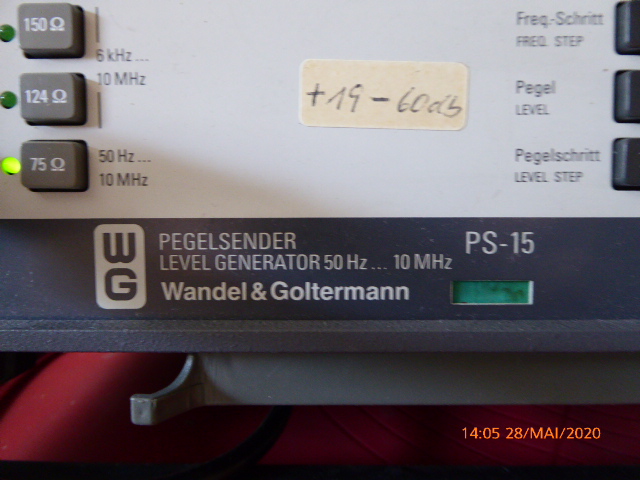 150 Ω
6 kHz ...
10 MHz
124 Ω
75 Ω
50 Hz ...
10 MHz
+19 - 60db
Freq.-Schritt
FREQ. STEP
Pegel
LEVEL
Pegelschritt
LEVEL STEP
WG
PEGELSENDER
LEVEL GENERATOR 50 Hz ... 10 MHz
Wandel & Goltermann
PS-15
14:05 28/MAI/2020